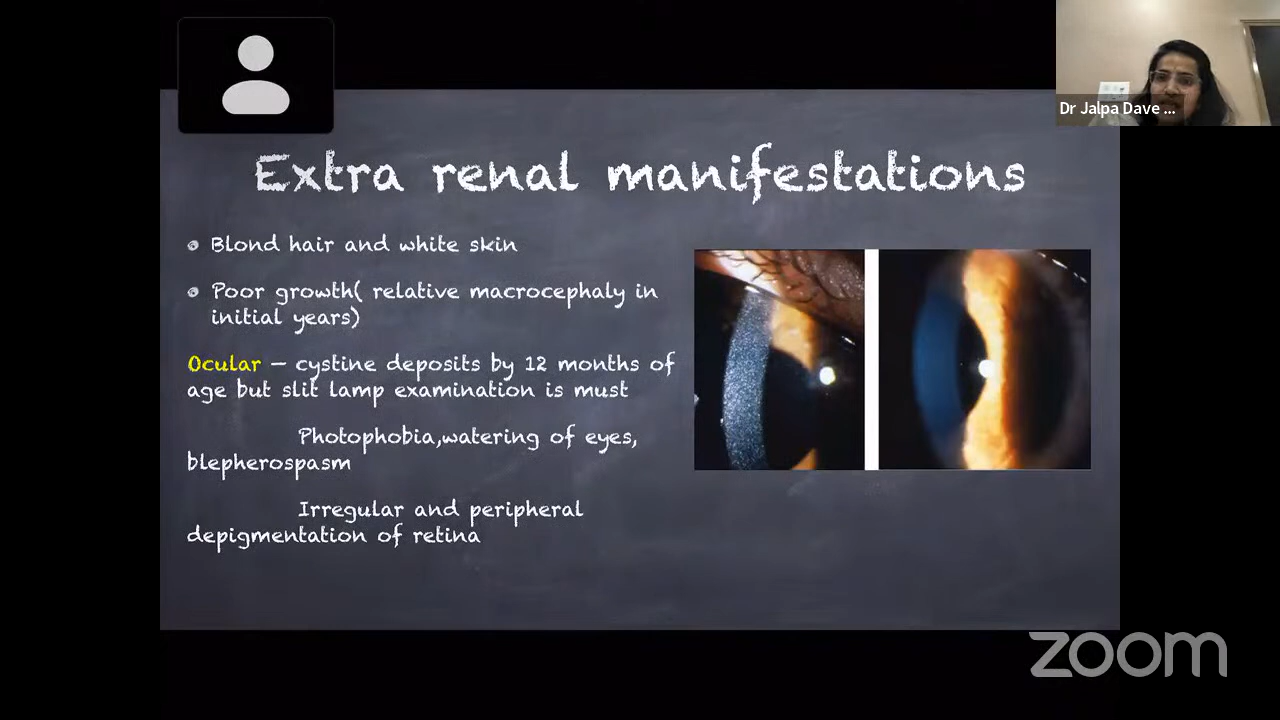 Dr Jalpa Dave ...
Extra renal manifestations
Blond hair and white skin
Poor growth( relative macrocephaly in
initial years)
Ocular – cystine deposits by 12 months of
age but slit lamp examination is must
Photophobia,watering of eyes,
blepherospasm
Irregular and peripheral
depigmentation of retina
zoom